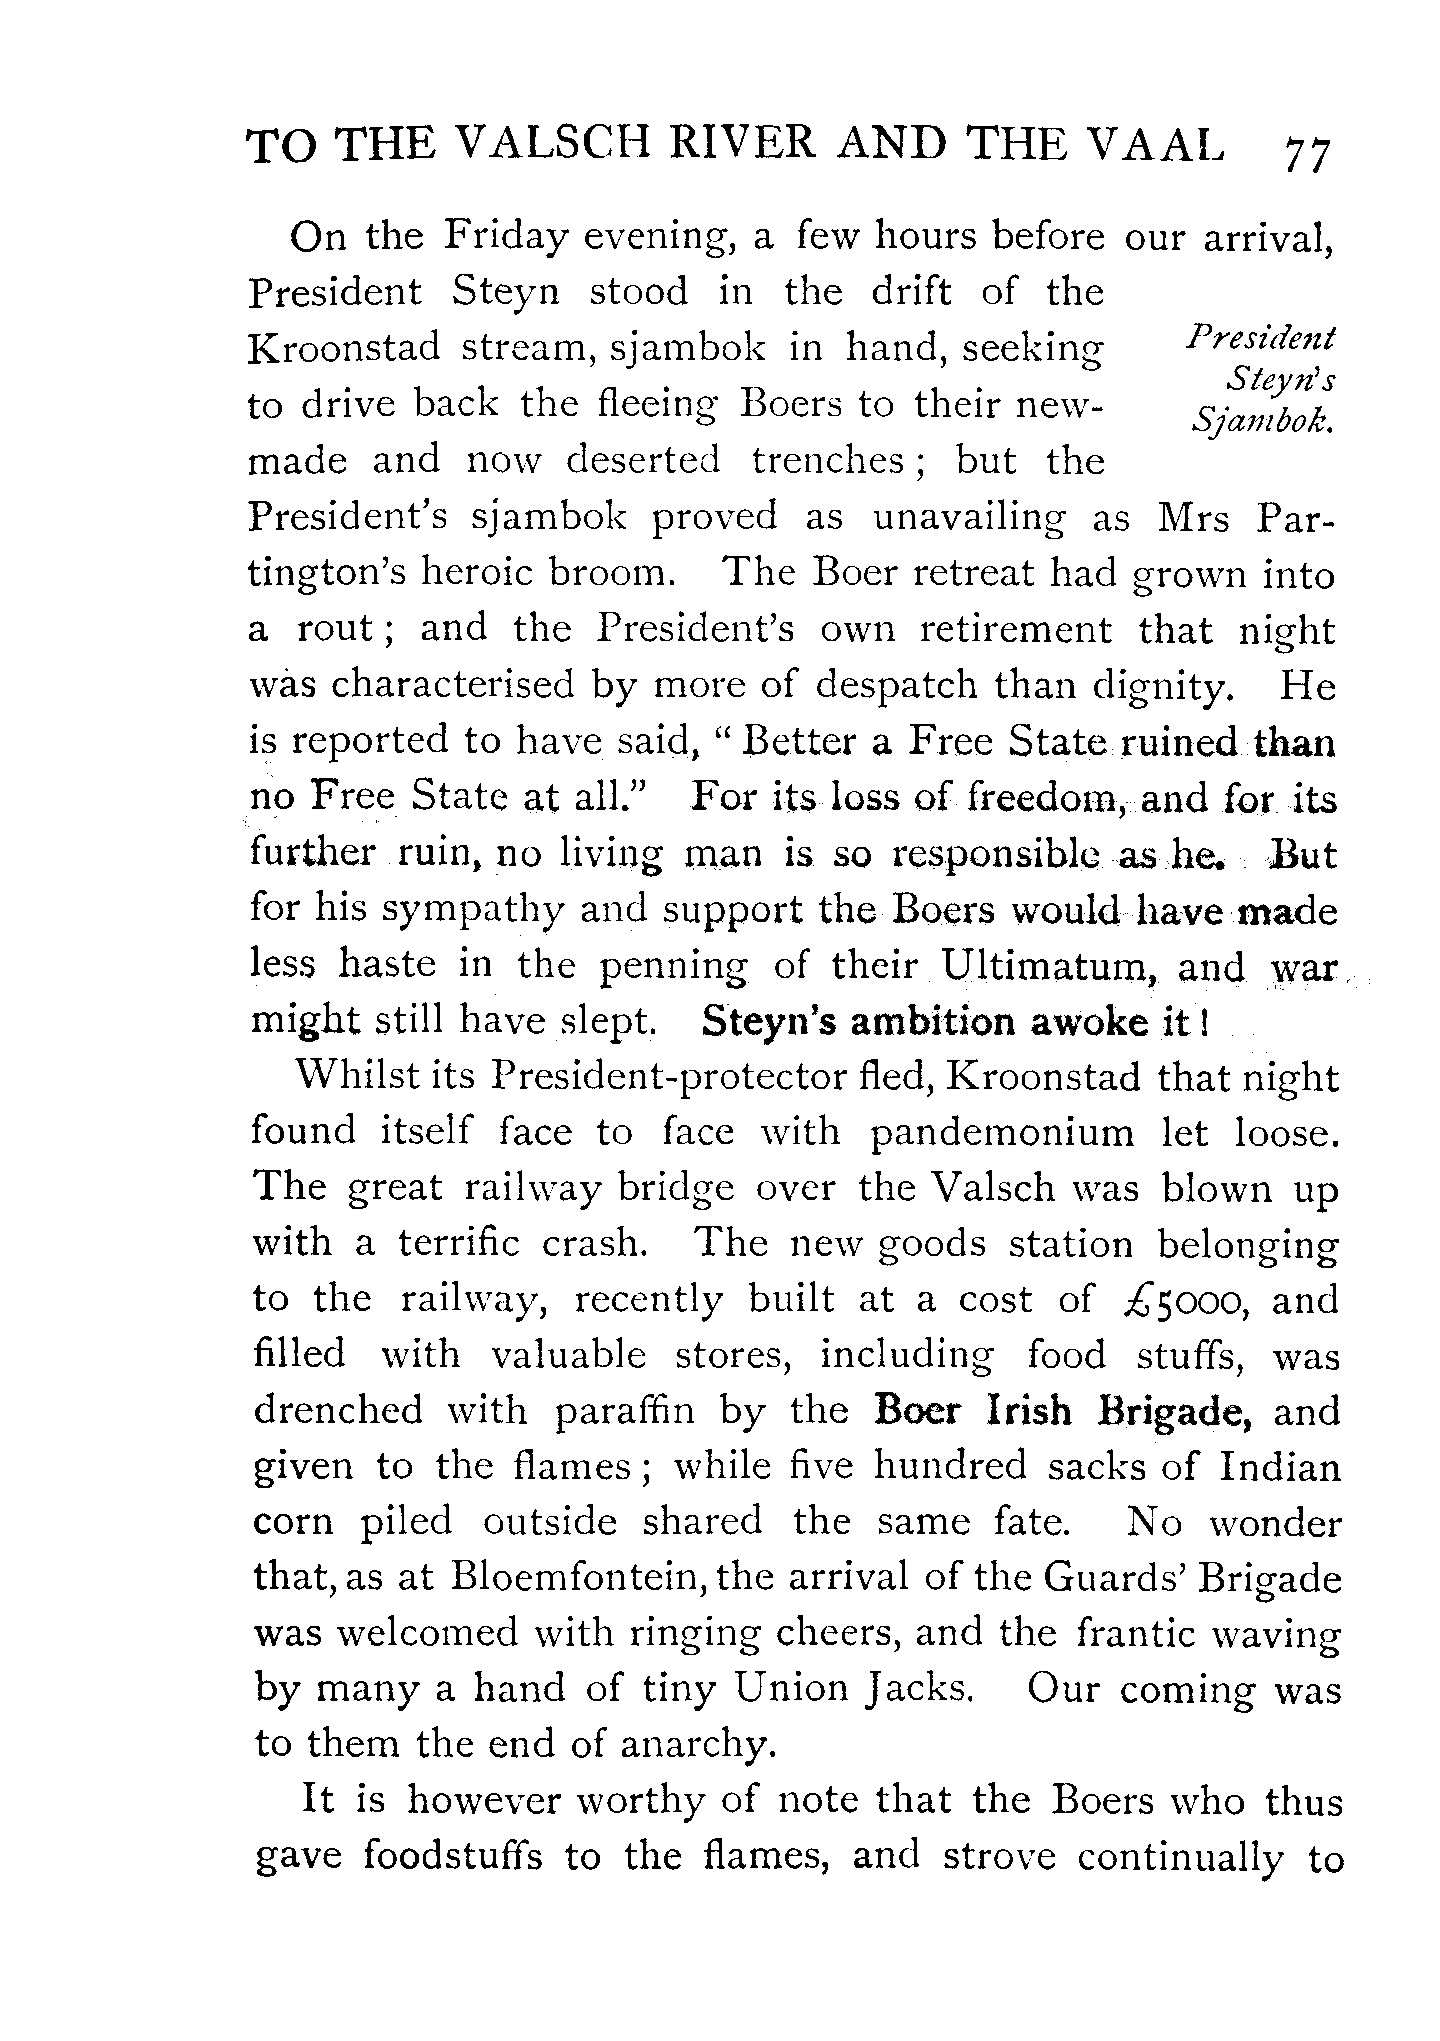 TO THE VALSCH RIVER AND THE VAAL 77
On the Friday evening, a few hours before our arrival,
President Steyn stood in the drift of the
Kroonstad stream, sjambok in hand, seeking
to drive back the fleeing Boers to their new-
made and now deserted trenches ; but the
President
Steyn's
Sjambok.
President's sjambok proved as unavailing as Mrs Par-
tington's heroic broom. The Boer retreat had grown into
a rout ; and the President's own retirement that night
was characterised by more of despatch than dignity. He
is reported to have said, “ Better a Free State ruined than
no Free State at all.” For its loss of freedom, and for its
further ruin, no living man is so responsible as he. But
for his sympathy and support the Boers would have made
less haste in the penning of their Ultimatum, and war
might still have slept. Steyn's ambition awoke it !
Whilst its President-protector fled, Kroonstad that night
found itself face to face with pandemonium let loose.
The great railway bridge over the Valsch was blown up
with a terrific crash. The new goods station belonging
to the railway, recently built at a cost of £5000, and
filled with valuable stores, including food stuffs, was
drenched with paraffin by the Boer Irish Brigade, and
given to the flames ; while five hundred sacks of Indian
corn piled outside shared the same fate. No wonder
that, as at Bloemfontein, the arrival of the Guards' Brigade
was welcomed with ringing cheers, and the frantic waving
by many a hand of tiny Union Jacks. Our coming was
to them the end of anarchy.
It is however worthy of note that the Boers who thus
gave foodstuffs to the flames, and strove continually to